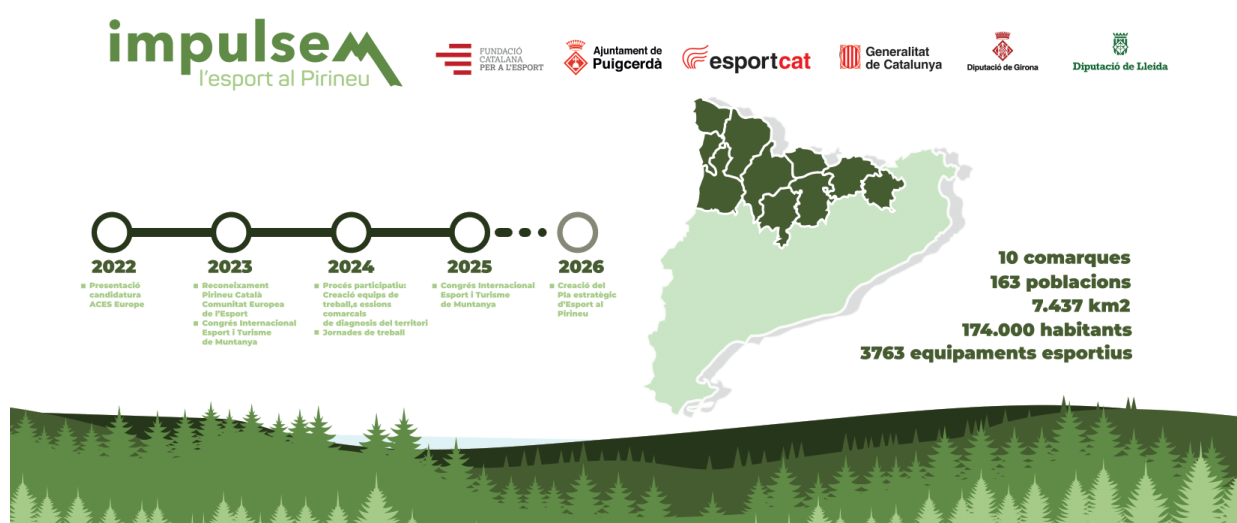 impulsem
l'esport al Pirineu
FUNDACIÓ
CATALANA
PER A L'ESPORT
Ajuntament de
Puigcerdà
esportcat
Generalitat
de Catalunya
Diputació de Girona
Diputació de Lleida
2022
Presentació
candidatura
ACES Europe
2023
Reconeixament
Pirineu Català
Comunitat Europea
de l'Esport
Congrés Internacional
Esport i Turisme
de Muntanya
2024
Procés participatiu:
Creació equips de
treball,s essions
comarcals
de diagnosis del territori
Jornades de treball
2025
Congrés Internacional
Esport i Turisme
de Muntanya
2026
Creació del
Pla estratègic
d'Esport al
Pirineu
10 comarques
163 poblacions
7.437 km2
174.000 habitants
3763 equipaments esportius